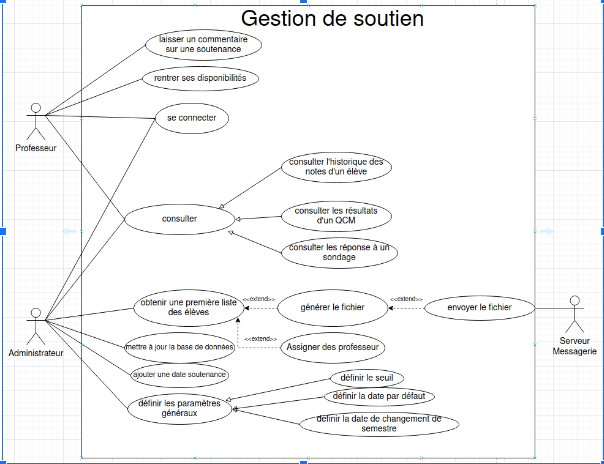 Gestion de soutien
laisser un commentaire
sur une soutenance
rentrer ses disponibilités
se connecter
Professeur
consulter l'historique des
notes d'un élève
consulter
consulter les résultats
d'un QCM
consulter les réponse à un
sondage
obtenir une première liste
des élèves
<<extend>>
générer le fichier
<<extend>>
envoyer le fichier
Administrateur
Serveur
Messagerie
mettre à jour la base de données
<<extend>>
Assigner des professeur
ajouter une date soutenance
définir le seuil
définir les paramètres
généraux
définir la date par défaut
définir la date de changement de
semestre